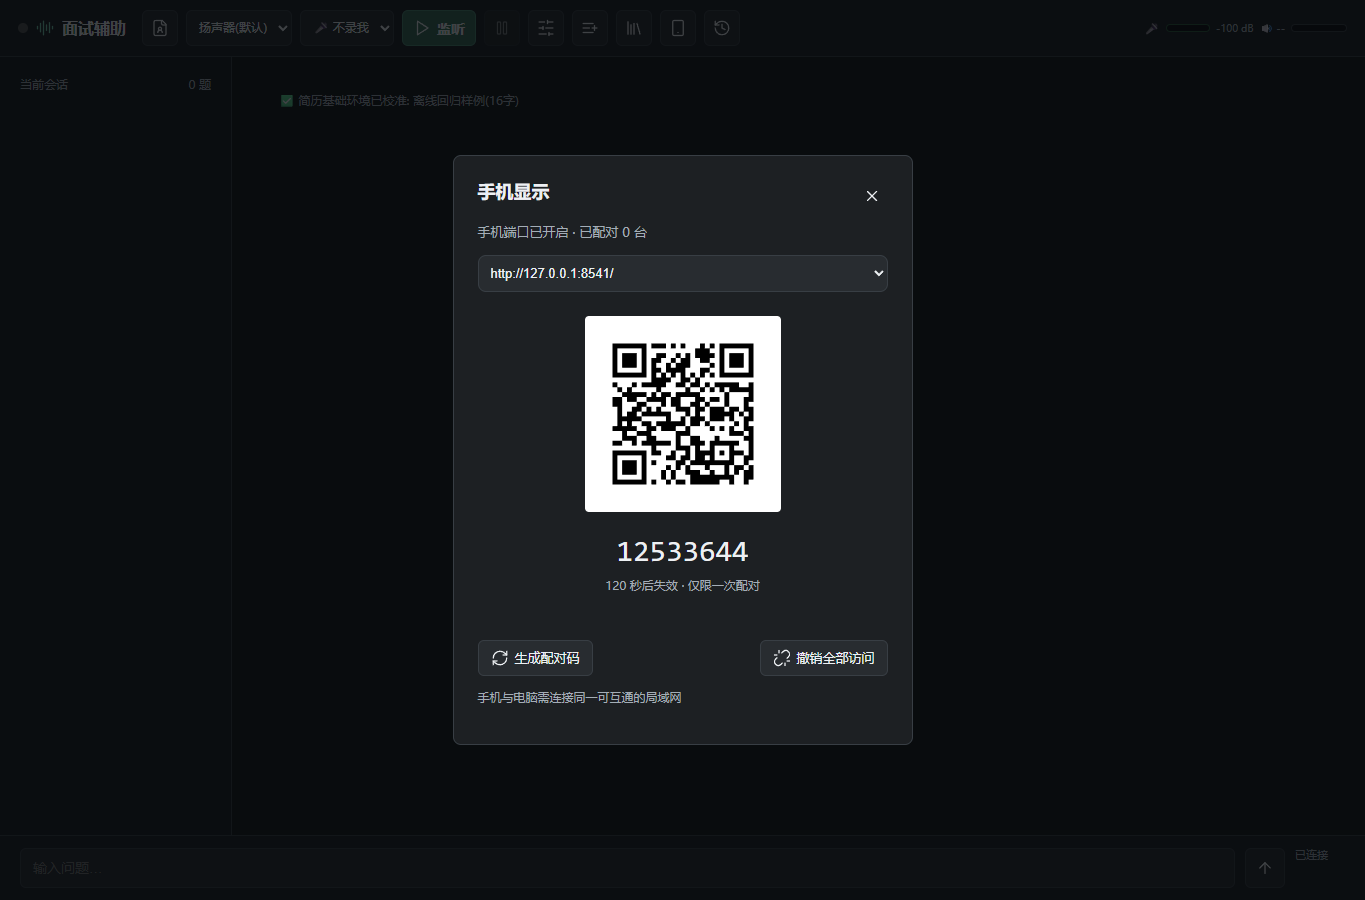 面试辅助
扬声器(默认)
不录我
监听
-100 dB
--
当前会话
0 题
简历基础环境已校准: 离线回归样例(16字)
手机显示
手机端口已开启 · 已配对 0 台
http://127.0.0.1:8541/
12533644
120 秒后失效 · 仅限一次配对
生成配对码
撤销全部访问
手机与电脑需连接同一可互通的局域网
输入问题...
已连接